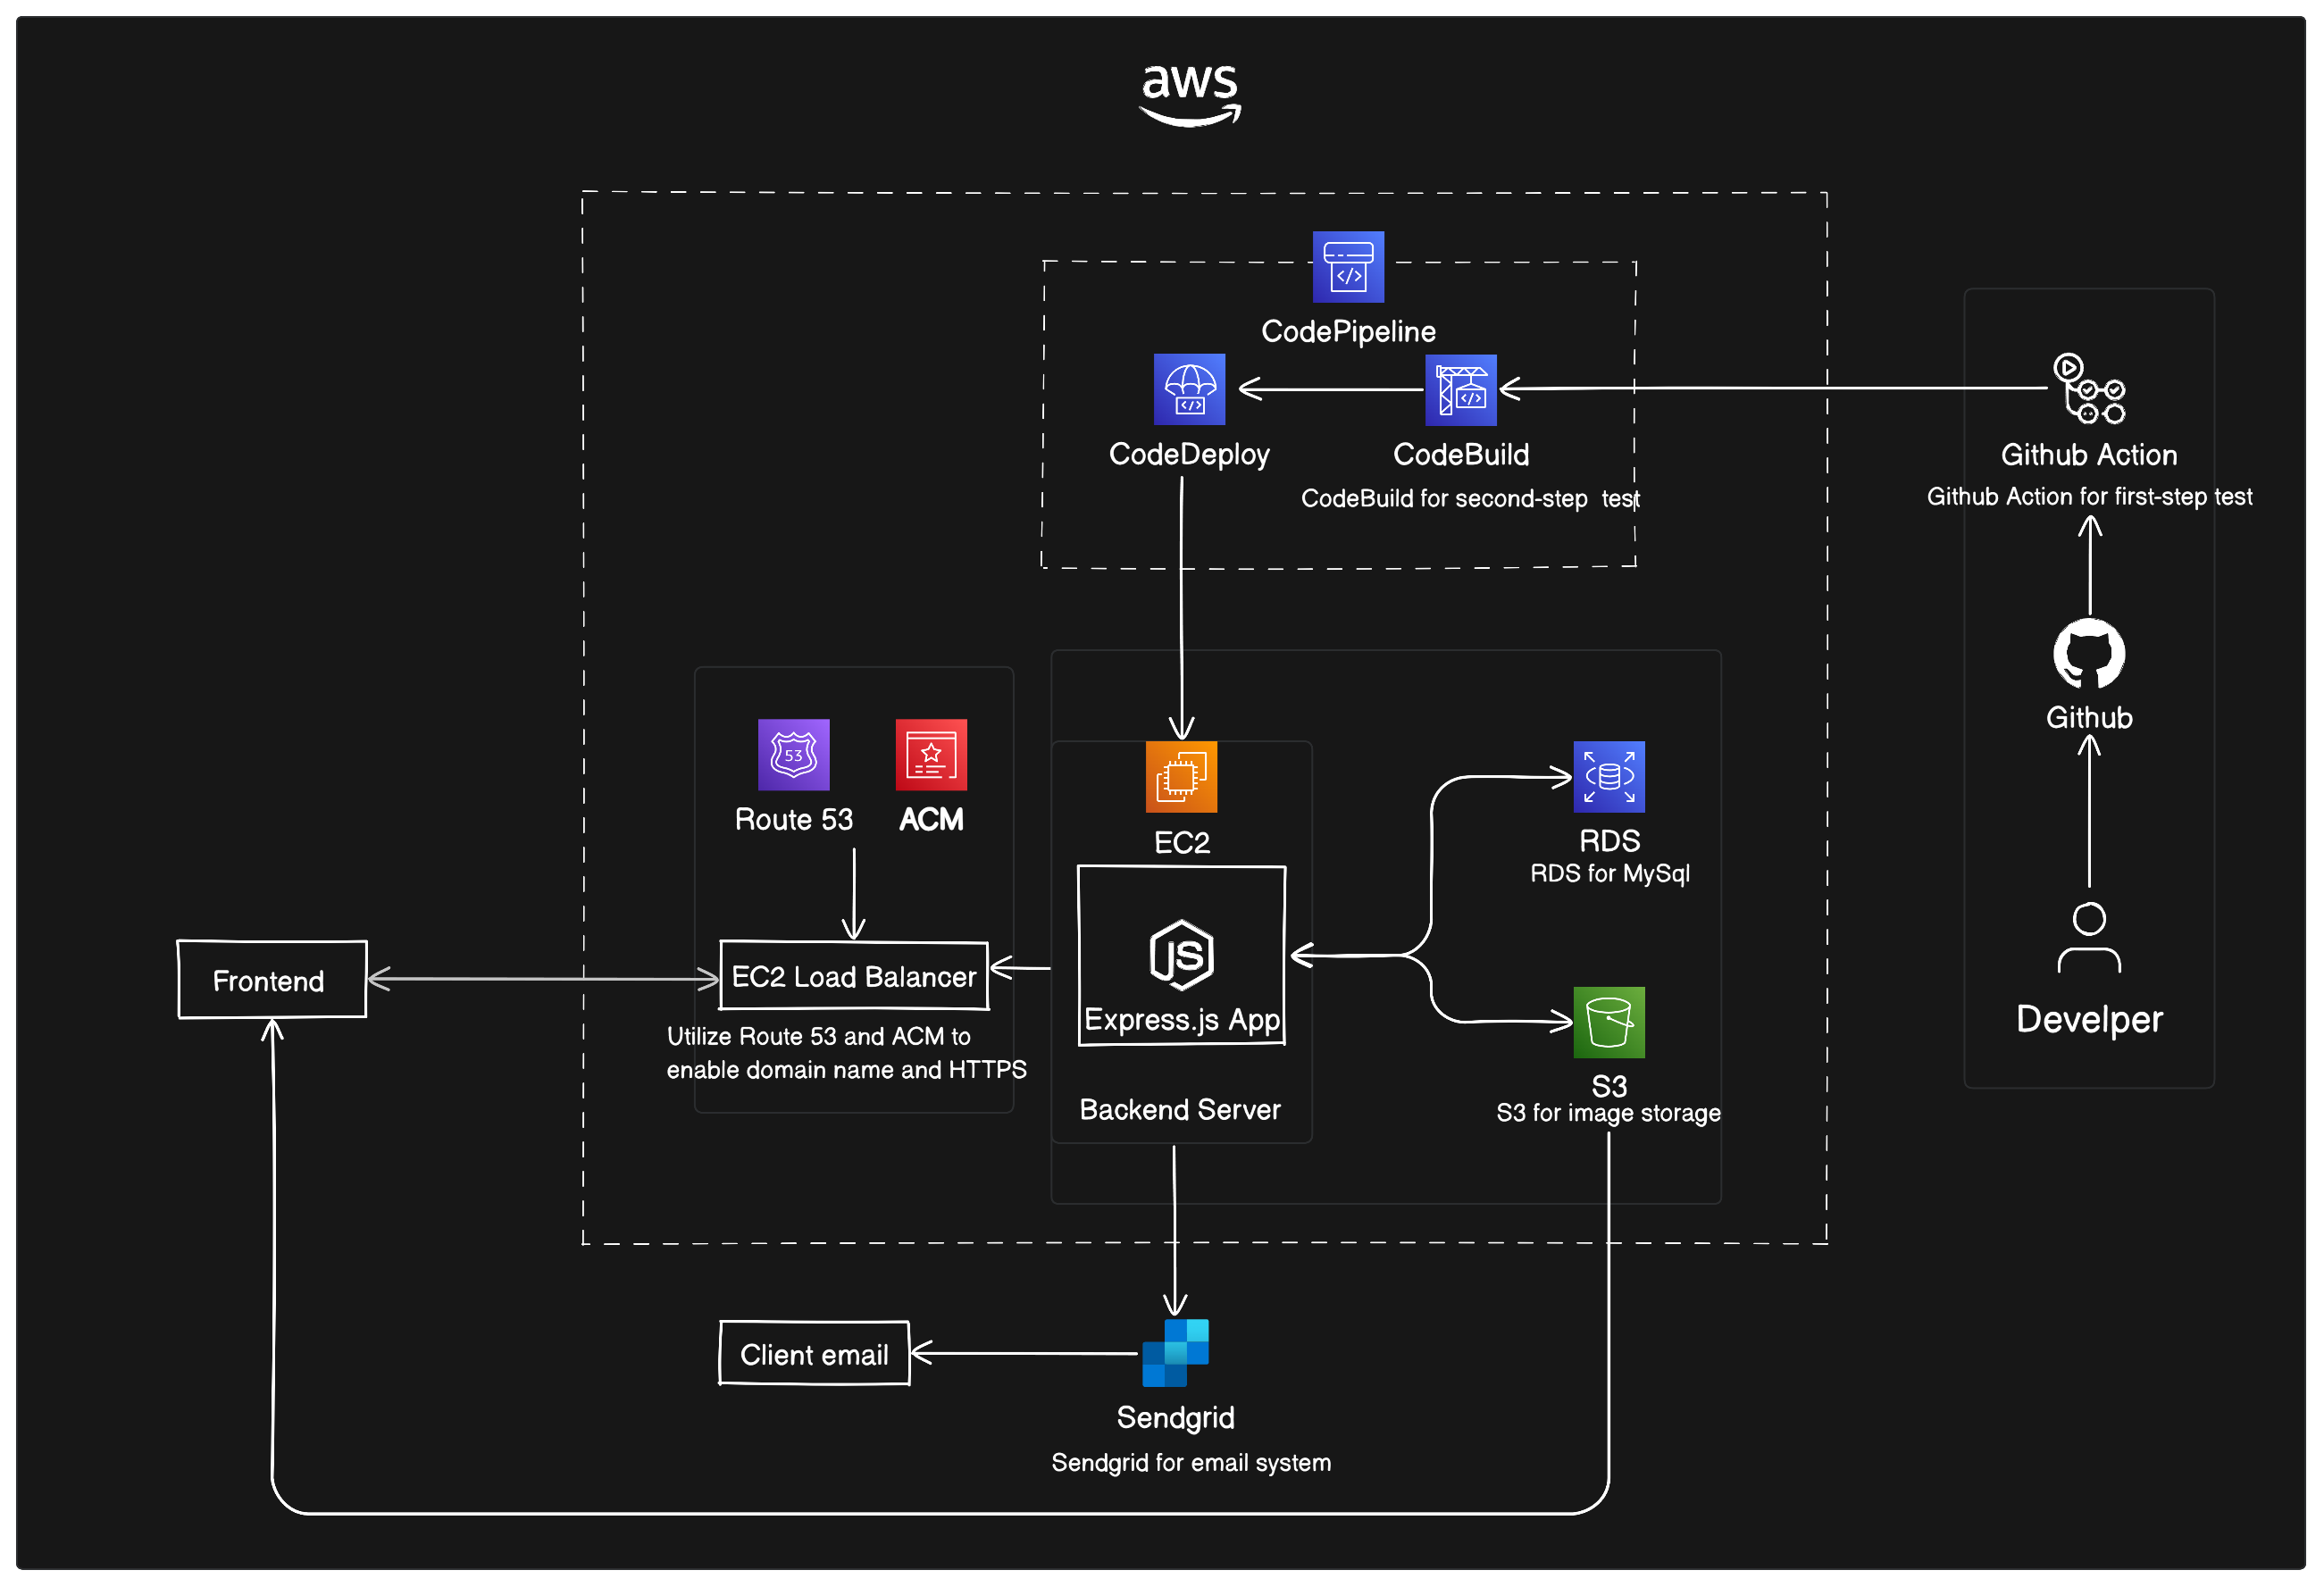 aws
CodePipeline
CodeDeploy
CodeBuild
CodeBuild for second-step test
Github Action
Github Action for first-step test
Github
Develper
53
Route 53
ACM
EC2
RDS
RDS for MySql
Frontend
EC2 Load Balancer
Utilize Route 53 and ACM to
enable domain name and HTTPS
JS
Express.js App
Backend Server
S3
S3 for image storage
Client email
Sendgrid
Sendgrid for email system